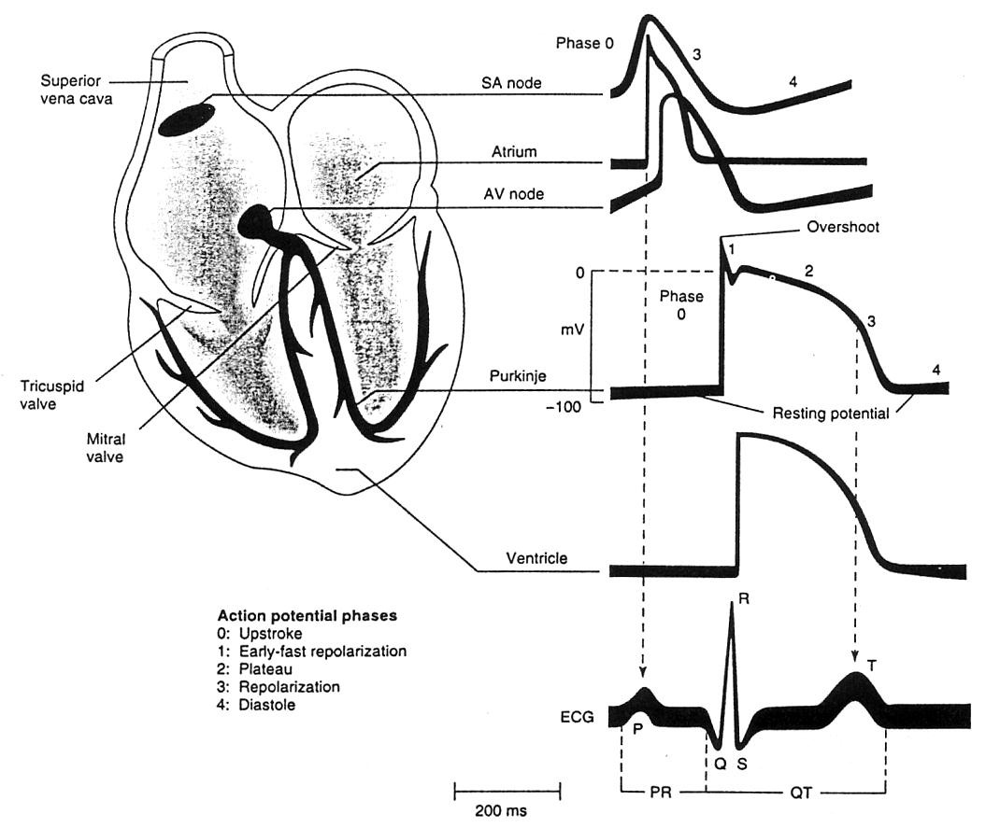 Superior
vena cava
SA node
Atrium
AV node
Tricuspid
valve
Mitral
valve
Purkinje
Ventricle
Phase 0
3
4
Overshoot
0
1
2
Phase
0
mV
3
4
–100
Resting potential
Action potential phases
0: Upstroke
1: Early-fast repolarization
2: Plateau
3: Repolarization
4: Diastole
R
T
ECG
P
Q S
PR
QT
200 ms